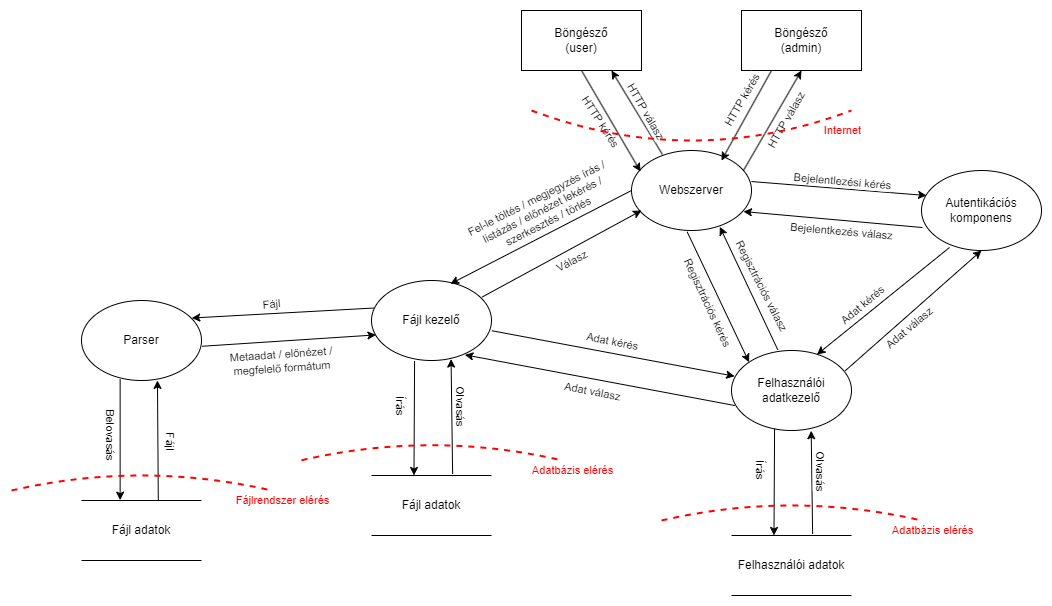 Böngésző
(user)
Böngésző
(admin)
HTTP kérés
HTTP válasz
HTTP kérés
HTTP válasz
Internet
Webszerver
Bejelentlezési kérés
Bejelentkezés válasz
Autentikációs
komponens
Fel-le töltés / megjegyzés írás /
listázás / előnézet lekérés /
szerkesztés / törlés
Válasz
Regisztrációs kérés
Regisztrációs válasz
Adat kérés
Adat válasz
Parser
Fájl
Metaadat / előnézet /
megfelelő formátum
Fájl kezelő
Adat kérés
Adat válasz
Felhasználói
adatkezelő
Belovasás
Fájl
Írás
Olvasás
Írás
Olvasás
Fájlrendszer elérés
Adatbázis elérés
Adatbázis elérés
Fájl adatok
Fájl adatok
Felhasználói adatok